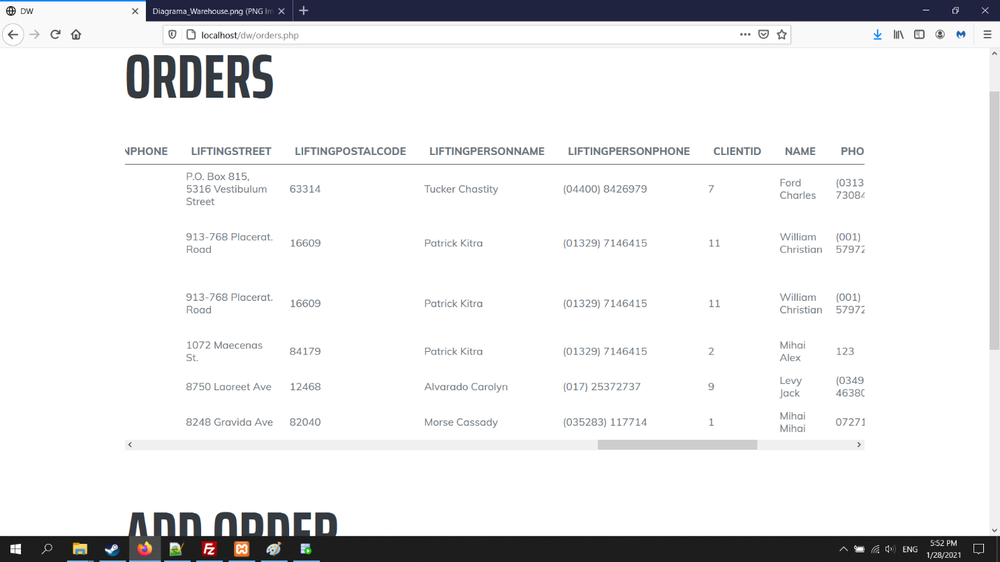 DW
Diagrama_Warehouse.png (PNG Im
localhost/dw/orders.php
ORDERS
NPHONE LIFTINGSTREET LIFTINGPOSTALCODE LIFTINGPERSONNAME LIFTINGPERSONPHONE CLIENTID NAME PHO
P.O. Box 815,
5316 Vestibulum
Street
63314
Tucker Chastity
(04400) 8426979
7
Ford
Charles
(0313
73084
913-768 Placerat.
Road
16609
Patrick Kitra
(01329) 7146415
11
William
Christian
(001)
57972
913-768 Placerat.
Road
16609
Patrick Kitra
(01329) 7146415
11
William
Christian
(001)
57972
1072 Maecenas
St.
84179
Patrick Kitra
(01329) 7146415
2
Mihai
Alex
123
8750 Laoreet Ave
12468
Alvarado Carolyn
(017) 25372737
9
Levy
Jack
(0349
46380
8248 Gravida Ave
82040
Morse Cassady
(035283) 117714
1
Mihai
Mihai
07271
ADD ORDER
ENG
5:52 PM
1/28/2021